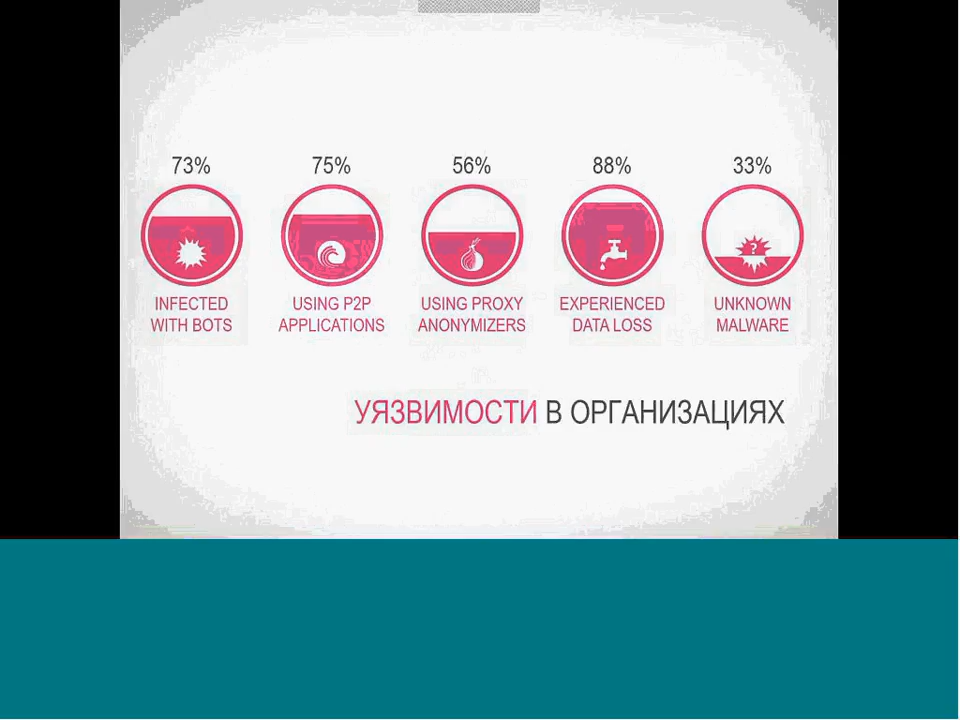 73% 75% 56% 88% 33%
?
INFECTED USING P2P USING PROXY EXPERIENCED UNKNOWN
WITH BOTS APPLICATIONS ANONYMIZERS DATA LOSS MALWARE
УЯЗВИМОСТИ В ОРГАНИЗАЦИЯХ